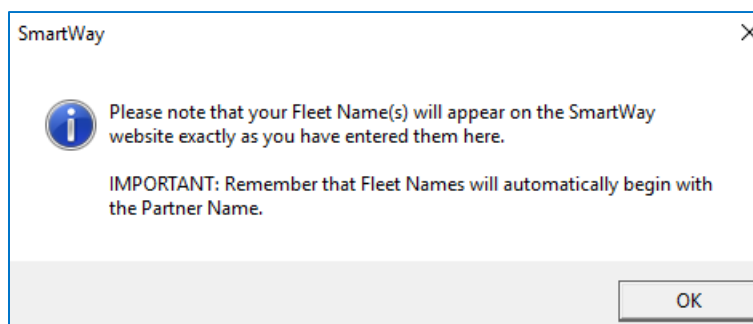 SmartWay
Please note that your Fleet Name(s) will appear on the SmartWay
website exactly as you have entered them here.
IMPORTANT: Remember that Fleet Names will automatically begin with
the Partner Name.
OK